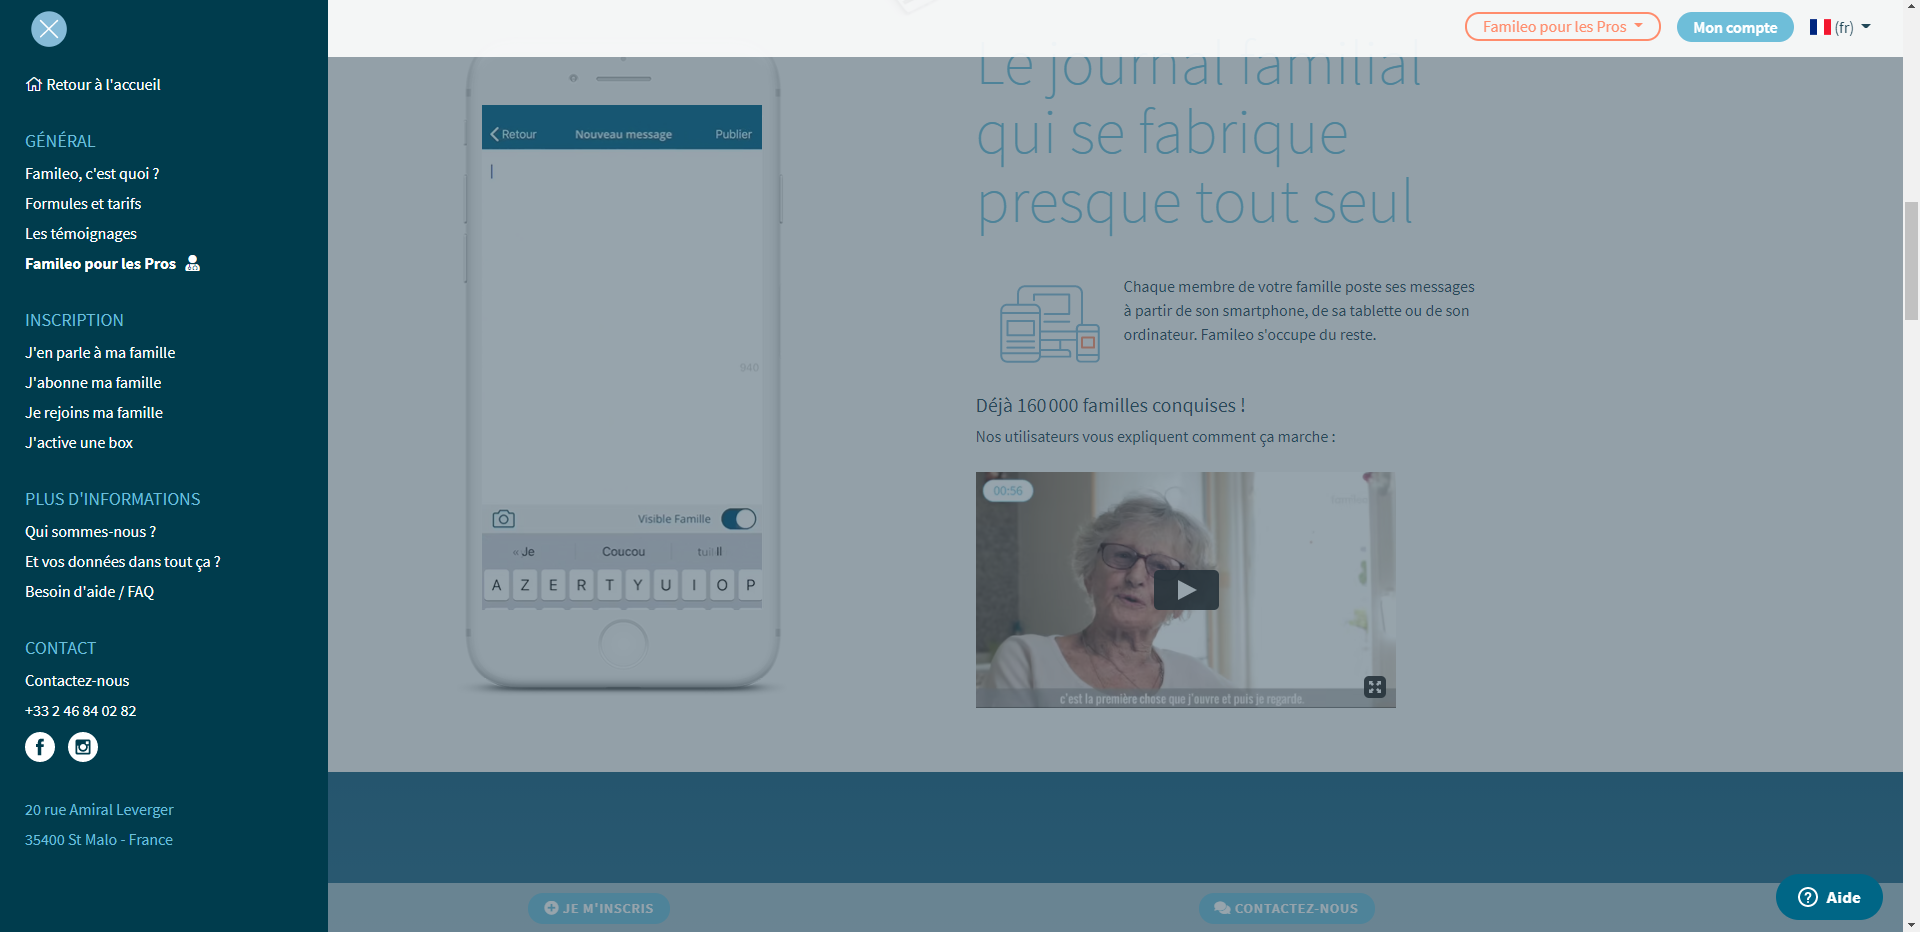 Retour à l'accueil
GÉNÉRAL
Famileo, c'est quoi ?
Formules et tarifs
Les témoignages
Famileo pour les Pros
INSCRIPTION
J'en parle à ma famille
J'abonne ma famille
Je rejoins ma famille
J'active une box
PLUS D'INFORMATIONS
Qui sommes-nous ?
Et vos données dans tout ça ?
Besoin d'aide / FAQ
CONTACT
Contactez-nous
+33 2 46 84 02 82
20 rue Amiral Leverger
35400 St Malo - France
Famileo pour les Pros
Mon compte
(fr)
Retour
Nouveau message
Publier
940
Visible Famille
« Je
Coucou
A Z E R T Y U I O P
Le journal familial
qui se fabrique
presque tout seul
Chaque membre de votre famille poste ses messages
à partir de son smartphone, de sa tablette ou de son
ordinateur. Famileo s'occupe du reste.
Déjà 160 000 familles conquises !
Nos utilisateurs vous expliquent comment ça marche :
00:56
c'est la première chose que j'ouvre et puis je regarde.
JE M'INSCRIS
CONTACTEZ-NOUS
Aide